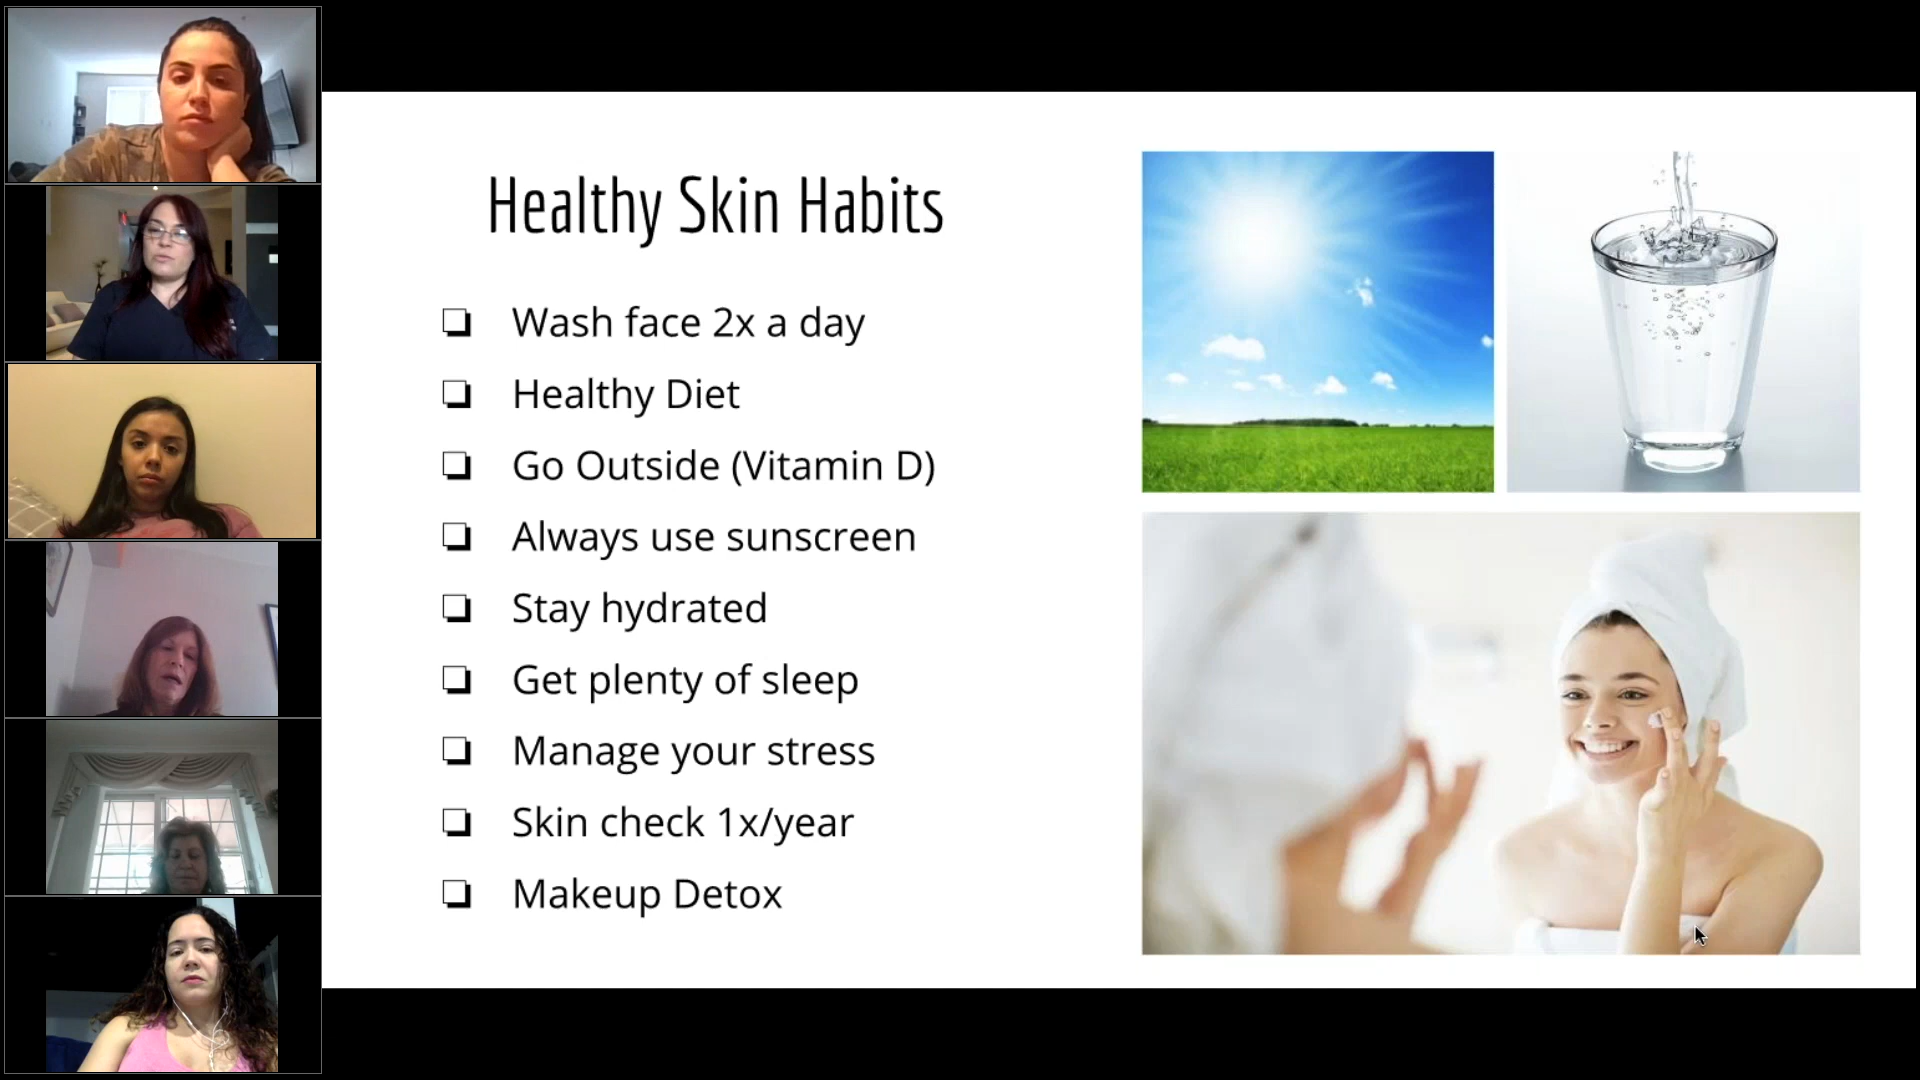 Healthy Skin Habits
Wash face 2x a day
Healthy Diet
Go Outside (Vitamin D)
Always use sunscreen
Stay hydrated
Get plenty of sleep
Manage your stress
Skin check 1x/year
Makeup Detox